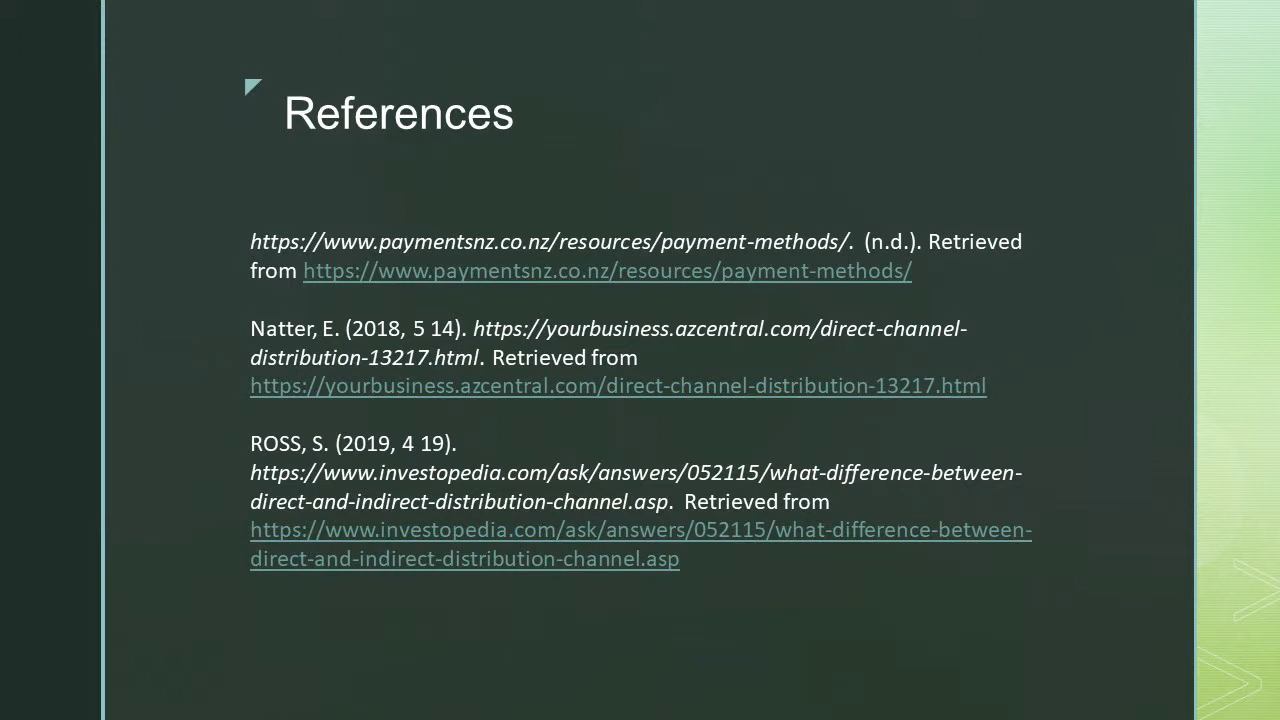 References
https://www.paymentsnz.co.nz/resources/payment-methods/.  (n.d.). Retrieved
from https://www.paymentsnz.co.nz/resources/payment-methods/
Natter, E. (2018, 5 14). https://yourbusiness.azcentral.com/direct-channel-
distribution-13217.html. Retrieved from
https://yourbusiness.azcentral.com/direct-channel-distribution-13217.html
ROSS, S. (2019, 4 19).
https://www.investopedia.com/ask/answers/052115/what-difference-between-
direct-and-indirect-distribution-channel.asp.  Retrieved from
https://www.investopedia.com/ask/answers/052115/what-difference-between-
direct-and-indirect-distribution-channel.asp